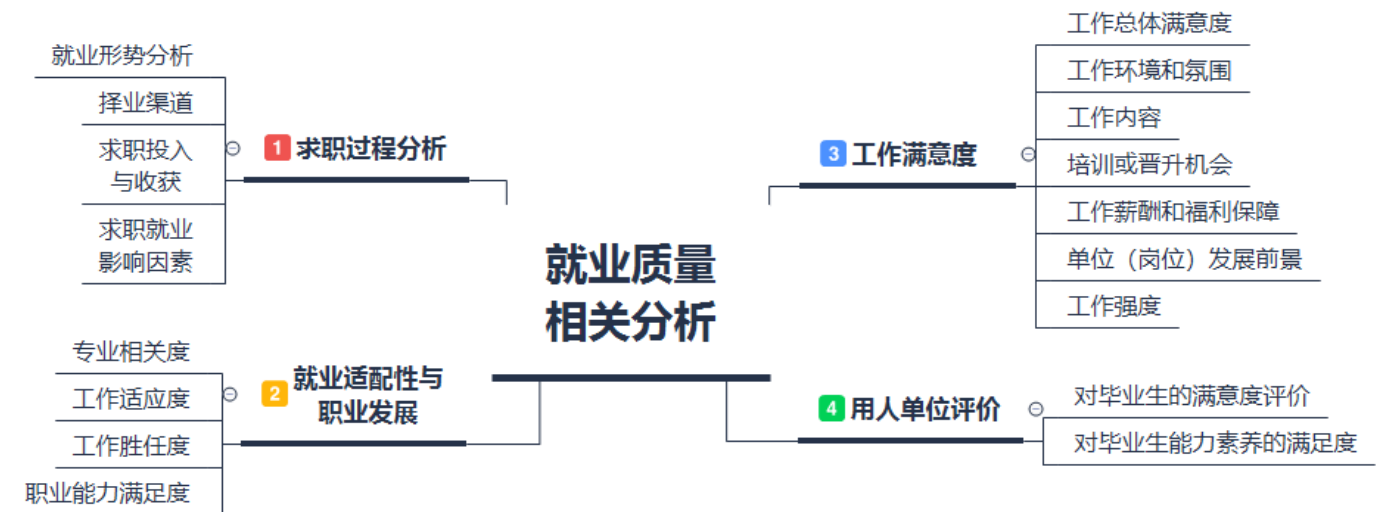 就业质量
相关分析
1 求职过程分析
就业形势分析
择业渠道
求职投入
与收获
求职就业
影响因素
2 就业适配性与
职业发展
专业相关度
工作适应度
工作胜任度
职业能力满足度
3 工作满意度
工作总体满意度
工作环境和氛围
工作内容
培训或晋升机会
工作薪酬和福利保障
单位（岗位）发展前景
工作强度
4 用人单位评价
对毕业生的满意度评价
对毕业生能力素养的满足度